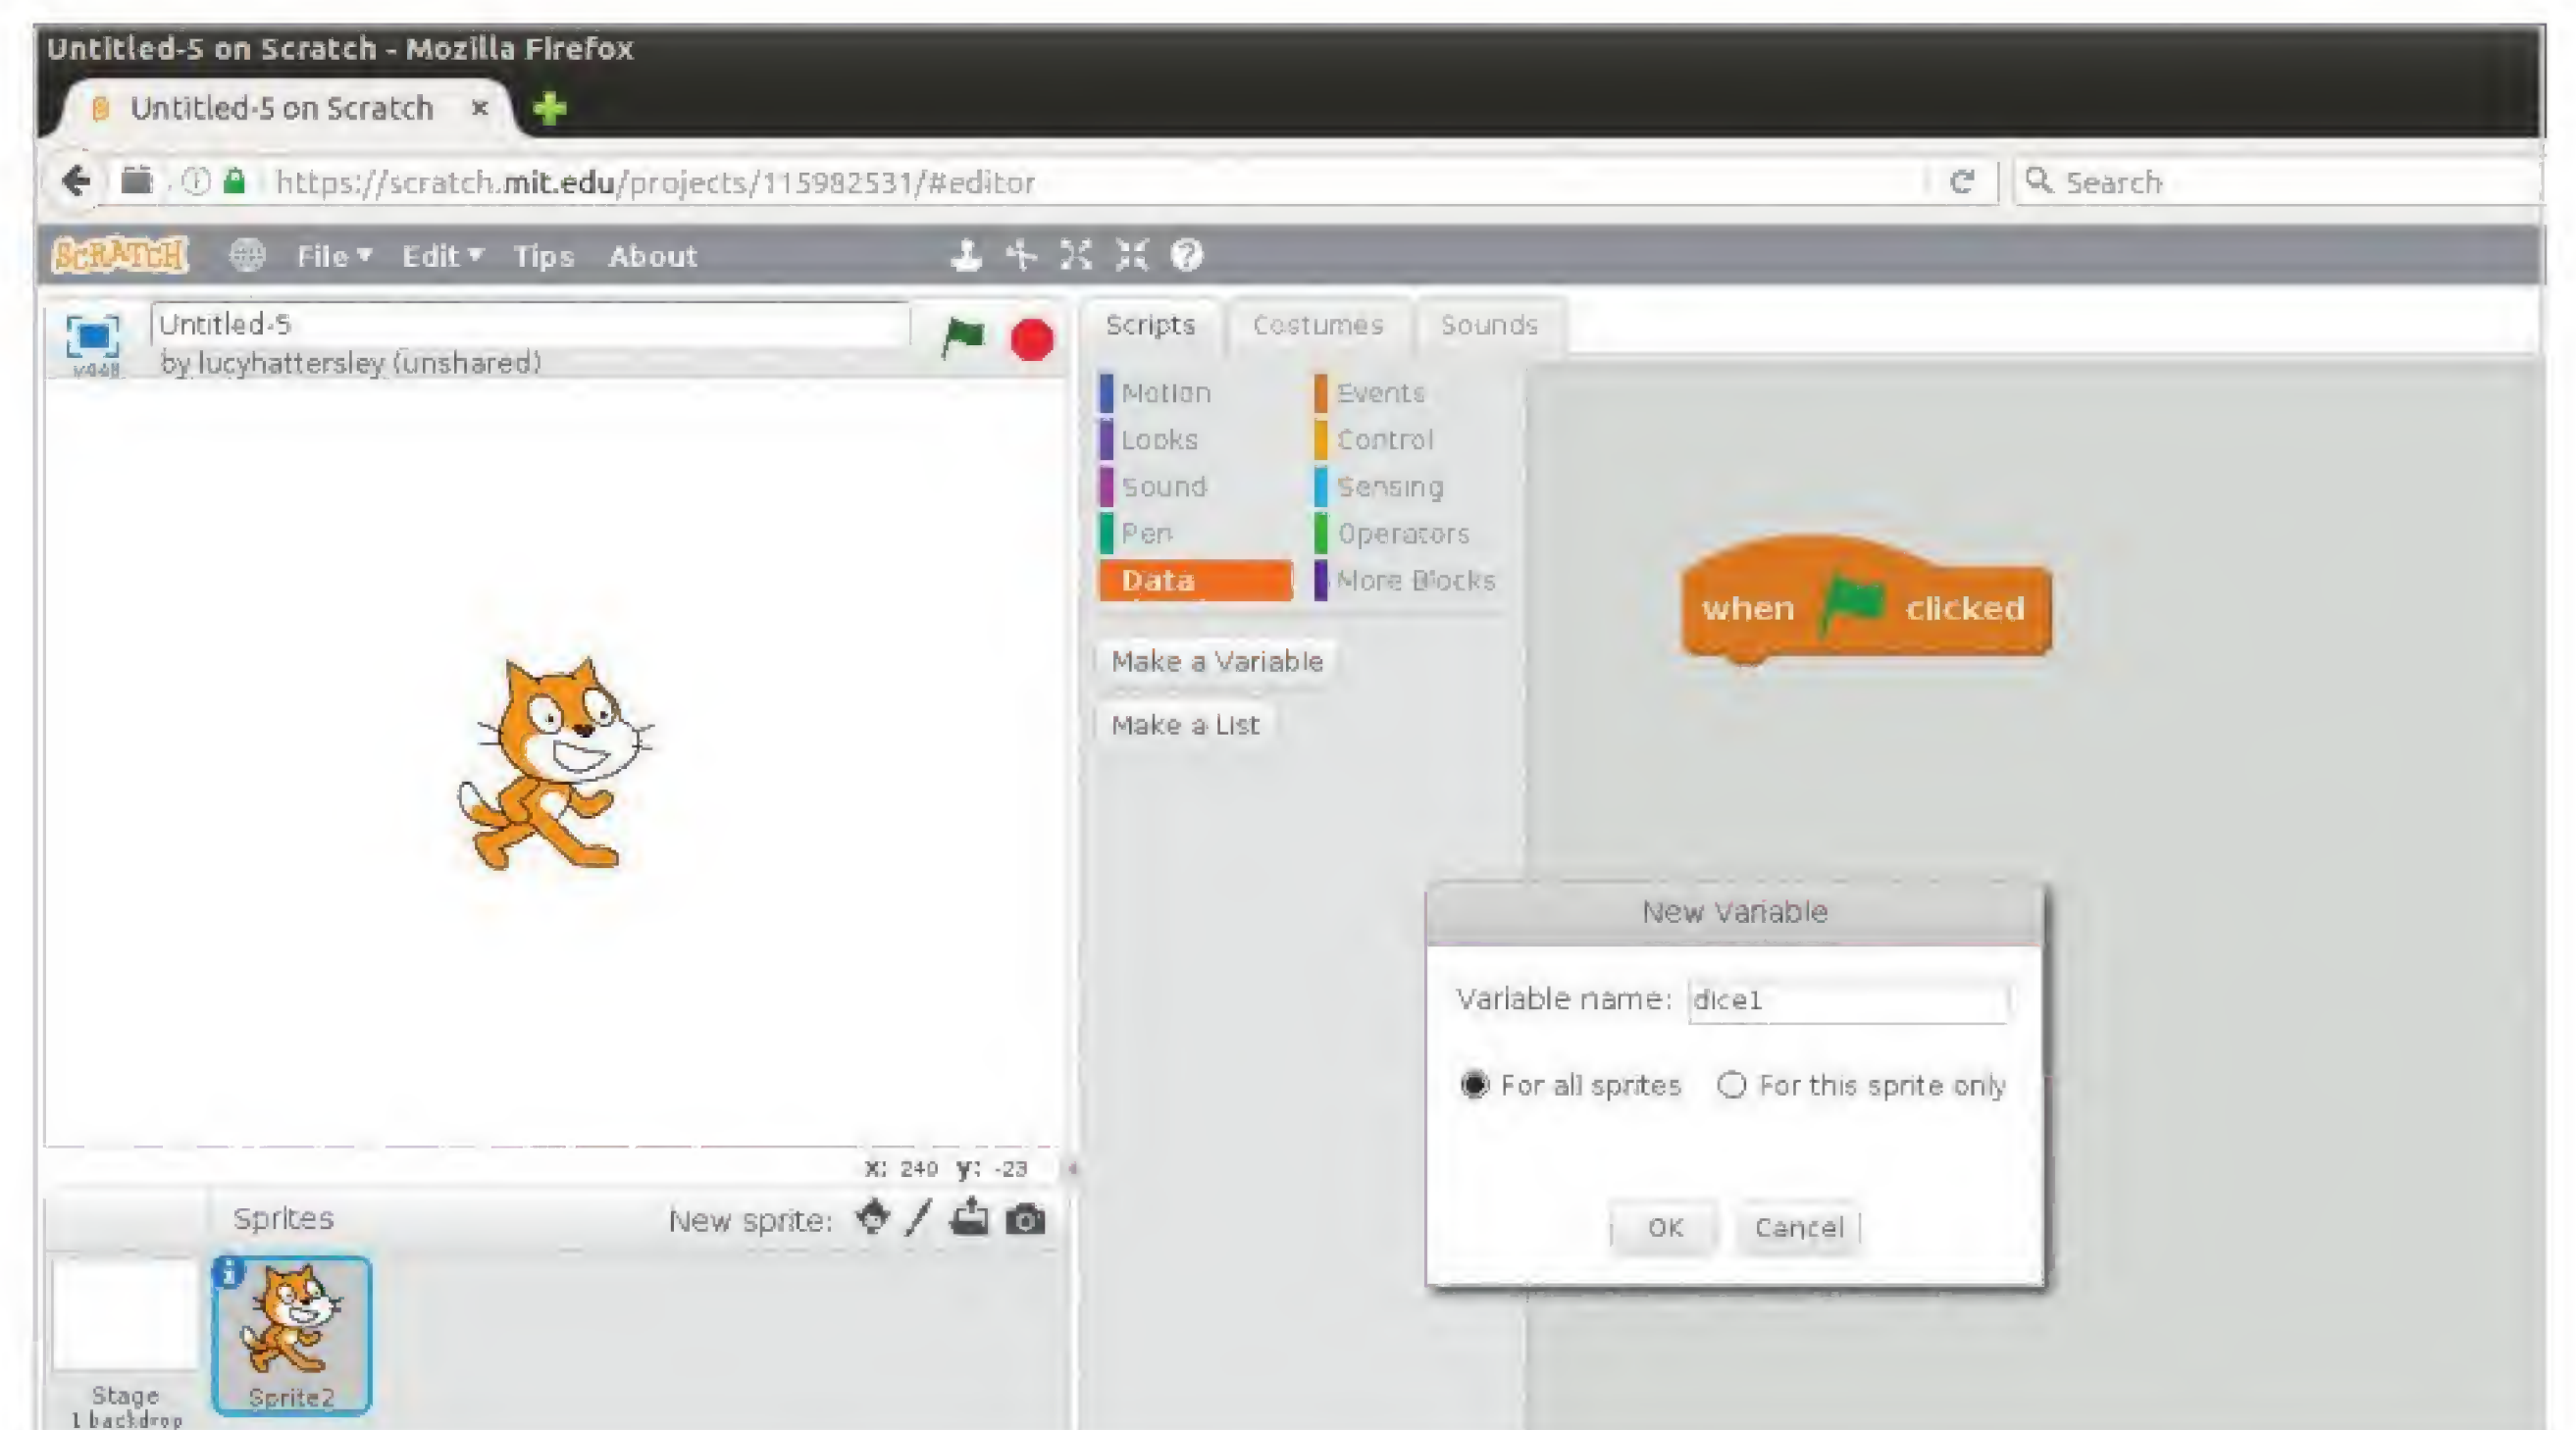 Untitled-5 on Scratch - Mozilla Firefox
Untitled-5 on Scratch ×
https://scratch.mit.edu/projects/115982531/#editor
Search
SCRATCH File Edit Tips About
Untitled-5
by lucyhattersley (unshared)
v448
Scripts Costumes Sounds
Motion Events
Looks Control
Sound Sensing
Pen Operators
Data More Blocks
Make a Variable
Make a List
when clicked
New Variable
Variable name: dice1
For all sprites For this sprite only
OK Cancel
x: 240 y: -23
Sprites New sprite:
Stage
1 backdrop
Sprite2